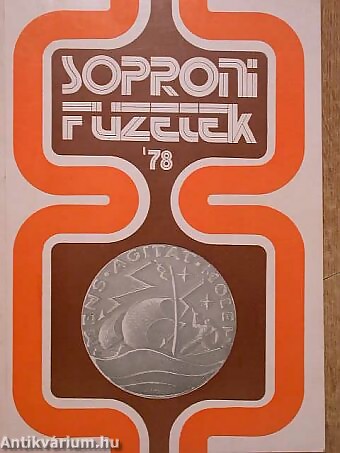 SOPRONI
FÜZETEK
'78
MENS · AGITAT · MOLEM
Antikvárium.hu